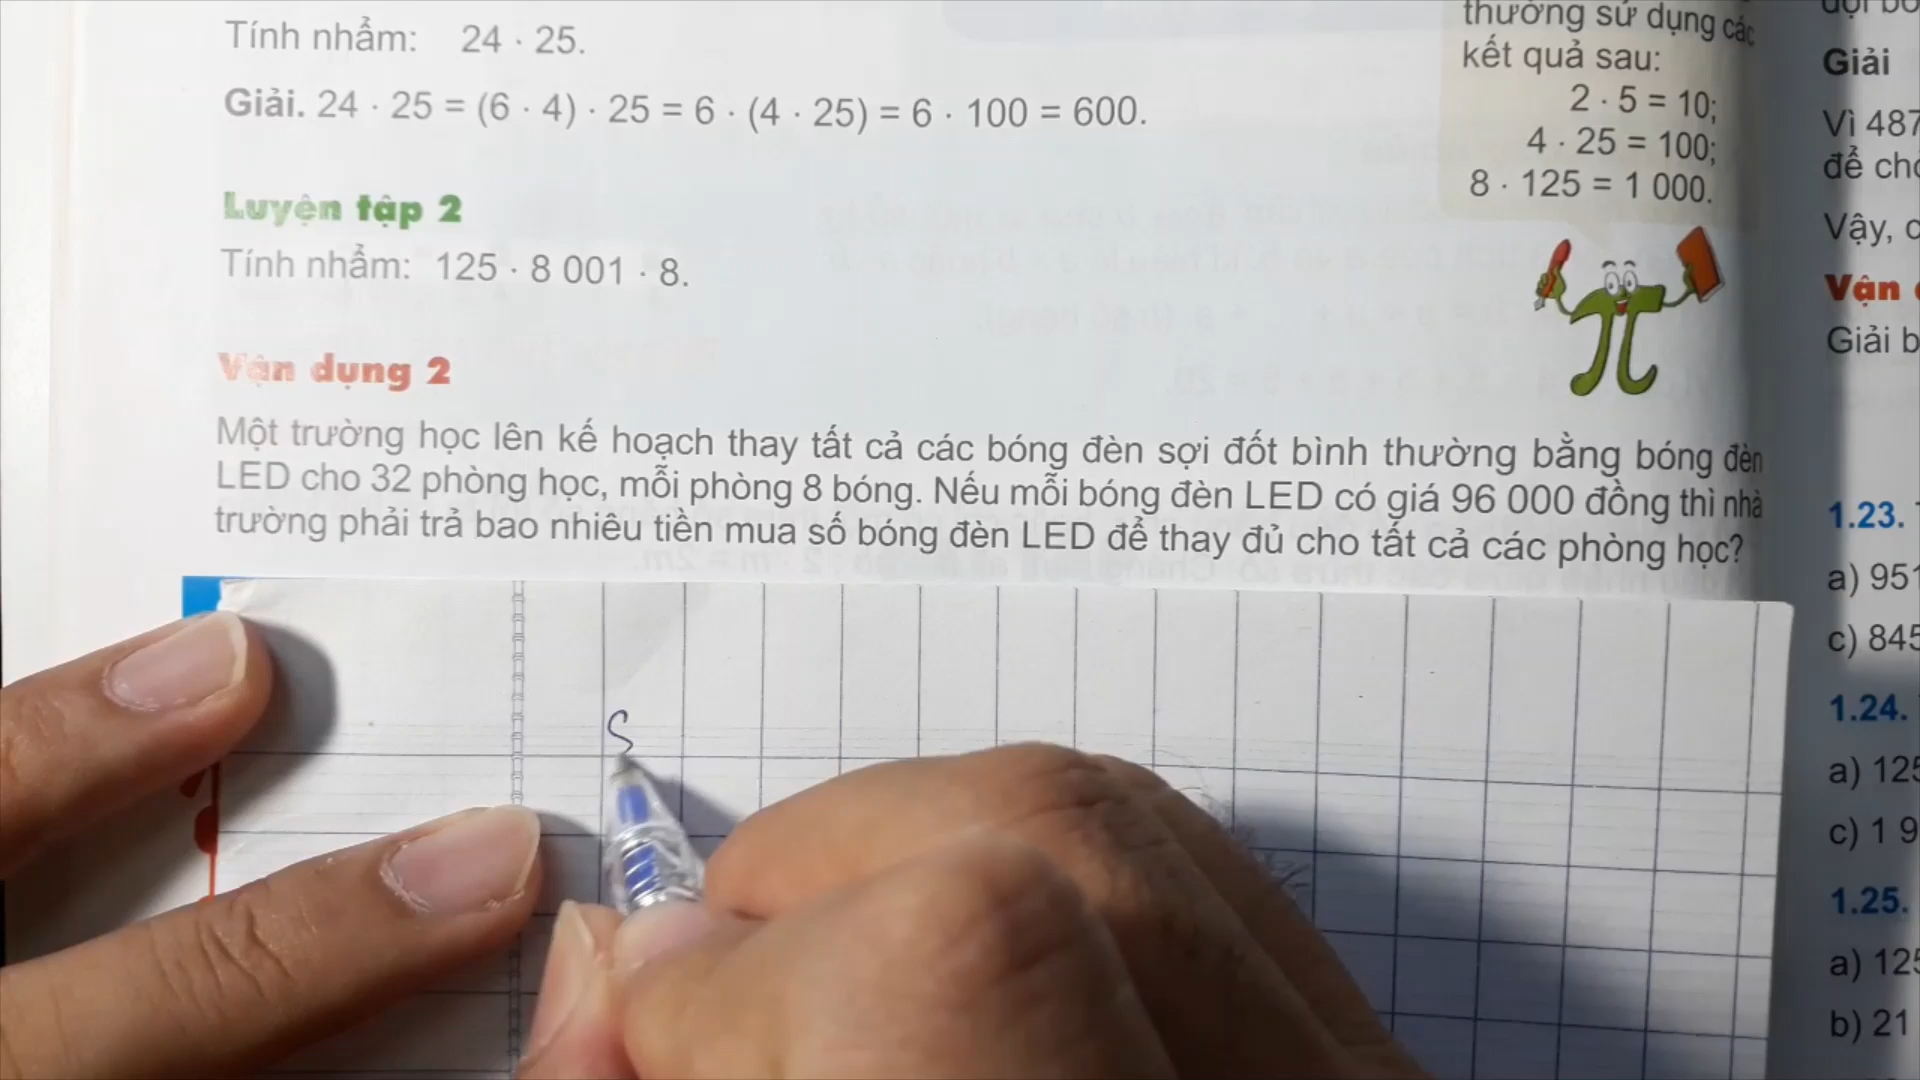 Tính nhẩm: 24 · 25.
Giải. 24 · 25 = (6 · 4) · 25 = 6 · (4 · 25) = 6 · 100 = 600.
thường sử dụng các
kết quả sau:
2 · 5 = 10;
4 · 25 = 100;
8 · 125 = 1 000.
Luyện tập 2
Tính nhẩm: 125 · 8 001 · 8.
Vận dụng 2
Một trường học lên kế hoạch thay tất cả các bóng đèn sợi đốt bình thường bằng bóng đèn
LED cho 32 phòng học, mỗi phòng 8 bóng. Nếu mỗi bóng đèn LED có giá 96 000 đồng thì nhà
trường phải trả bao nhiêu tiền mua số bóng đèn LED để thay đủ cho tất cả các phòng học?
S
Giải
Vì 487
để
Vậy,
Vận
Giải
1.23.
a) 951
c) 845
1.24.
a) 125
c) 1 9
1.25.
a) 125
b) 21